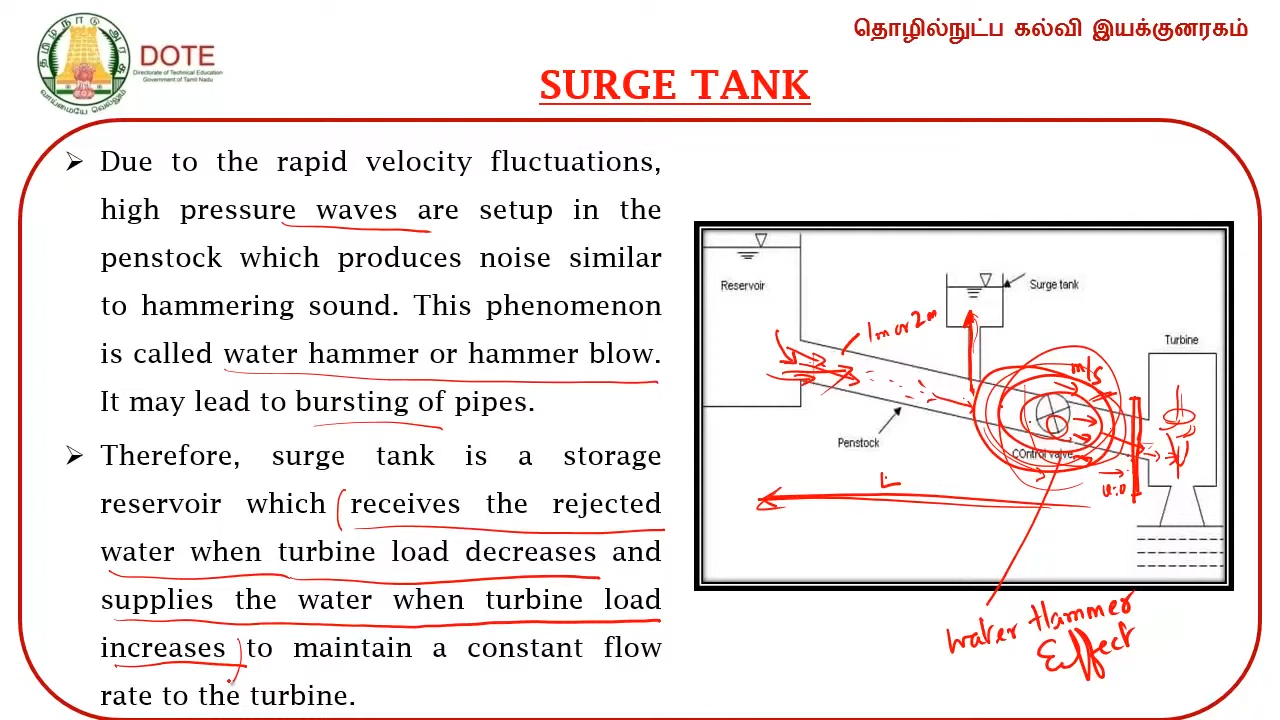 தொழில்நுட்ப கல்வி இயக்குனரகம்
DOTE
Directorate of Technical Education
Government of Tamil Nadu
SURGE TANK
Due to the rapid velocity fluctuations,
high pressure waves are setup in the
penstock which produces noise similar
to hammering sound. This phenomenon
is called water hammer or hammer blow.
It may lead to bursting of pipes.
Therefore, surge tank is a storage
reservoir which receives the rejected
water when turbine load decreases and
supplies the water when turbine load
increases to maintain a constant flow
rate to the turbine.
Reservoir
Surge tank
1m or 2m
Turbine
m/s
Penstock
COntrol valve
L
Water Hammer
Effect